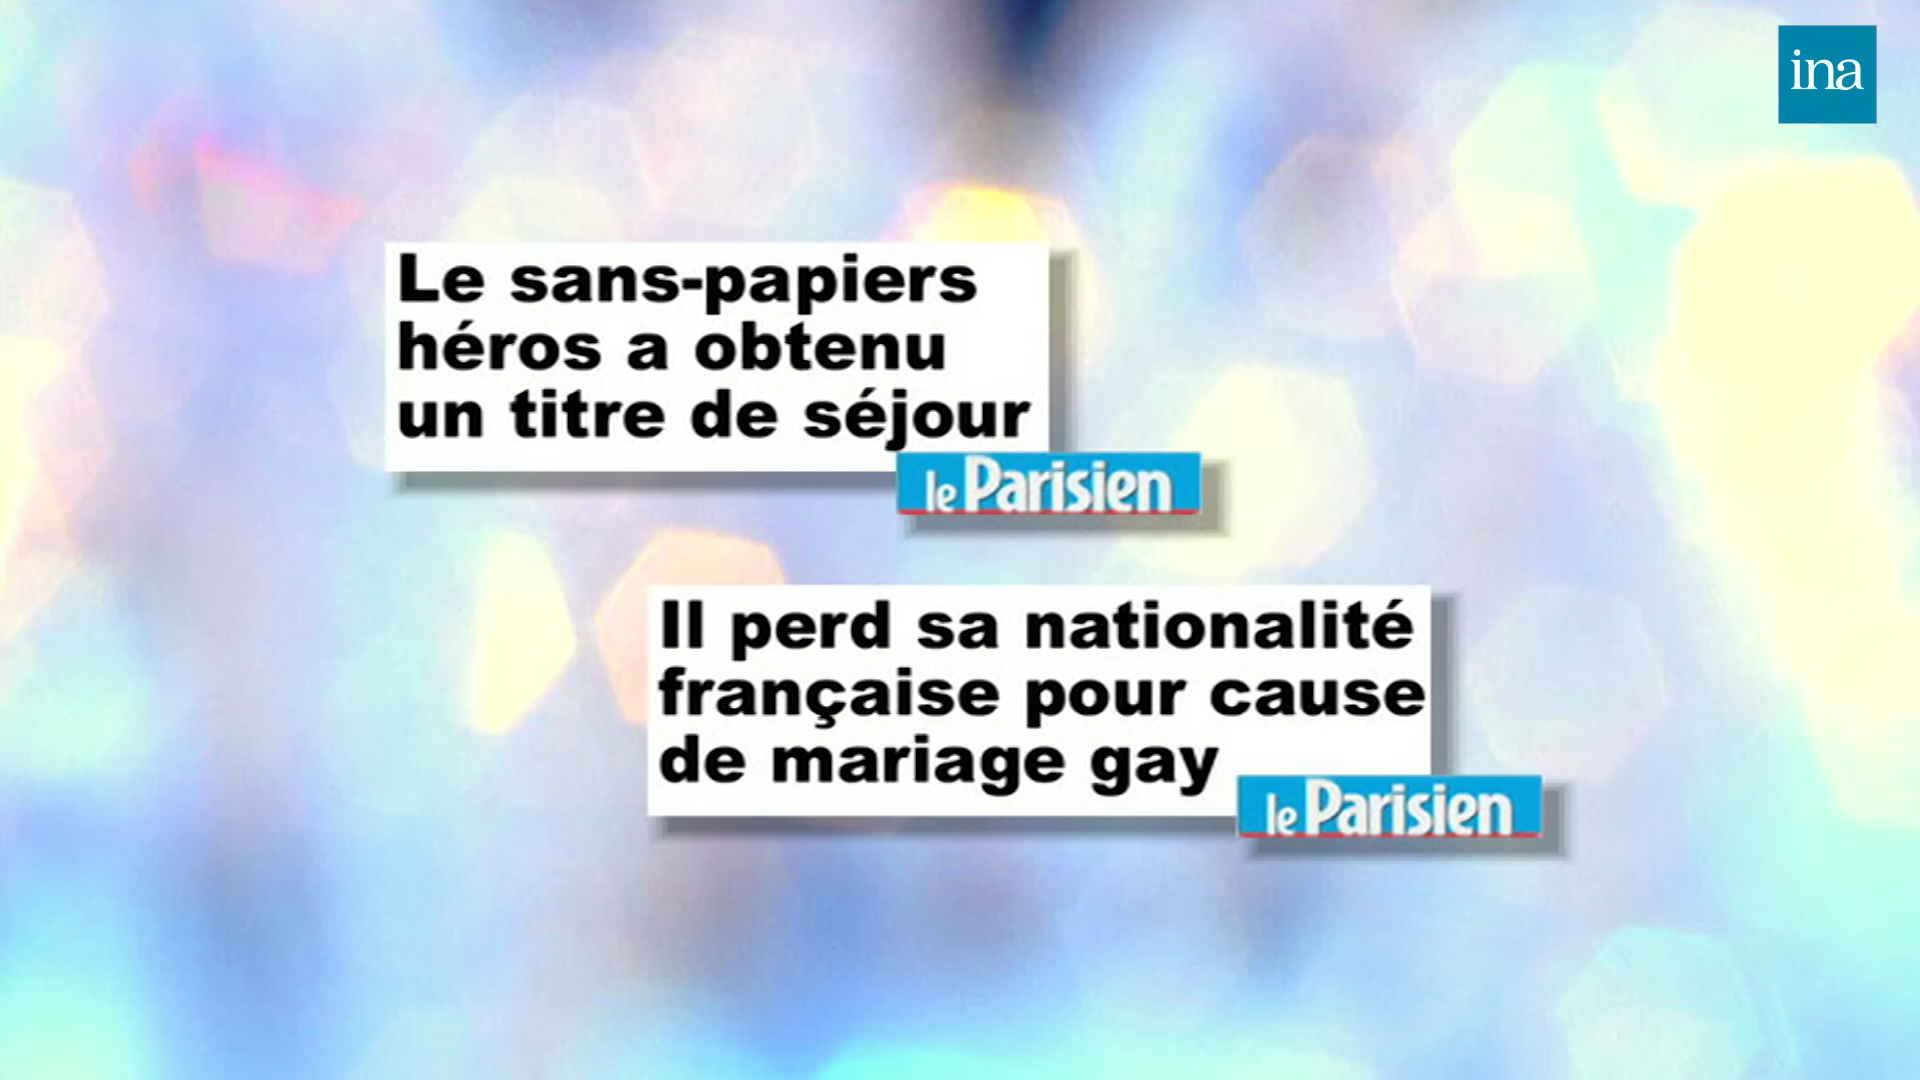 ina
Le sans-papiers
héros a obtenu
un titre de séjour
le Parisien
Il perd sa nationalité
française pour cause
de mariage gay
le Parisien